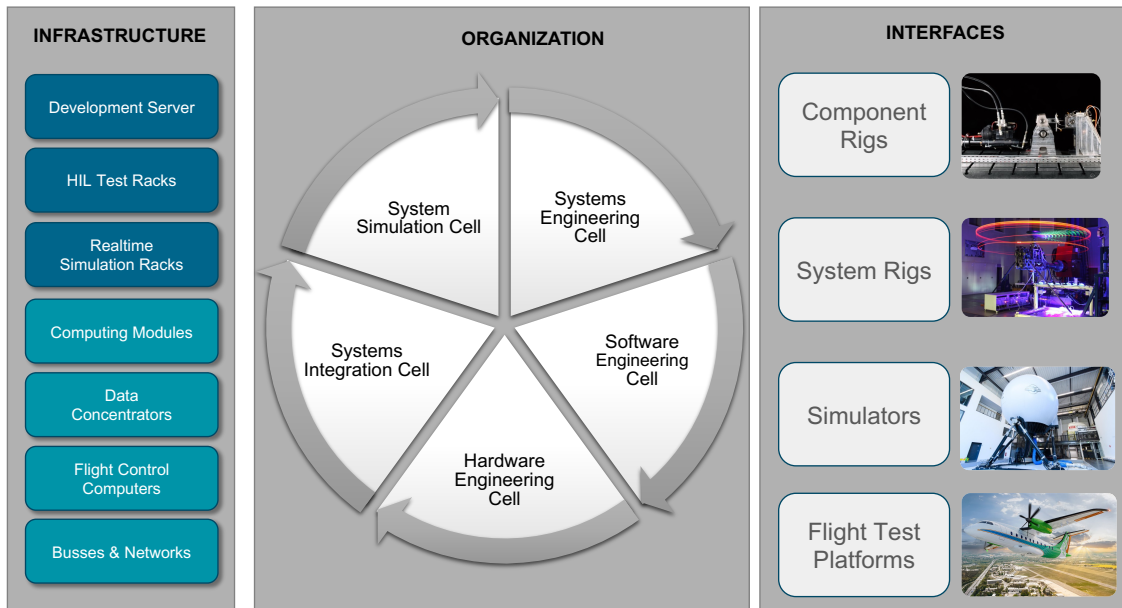 INFRASTRUCTURE
Development Server
HIL Test Racks
Realtime
Simulation Racks
Computing Modules
Data
Concentrators
Flight Control
Computers
Busses & Networks
ORGANIZATION
System
Simulation Cell
Systems
Engineering
Cell
Software
Engineering
Cell
Hardware
Engineering
Cell
Systems
Integration Cell
INTERFACES
Component
Rigs
System Rigs
Simulators
Flight Test
Platforms